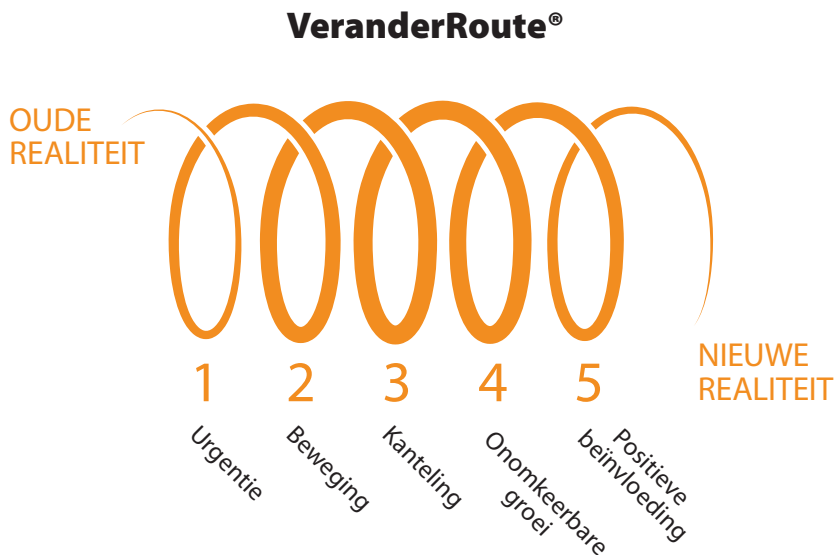 VeranderRoute®
OUDE
REALITEIT
1
2
3
4
5
Urgentie
Beweging
Kanteling
Onomkeerbare
groei
Positieve
beïnvloeding
NIEUWE
REALITEIT